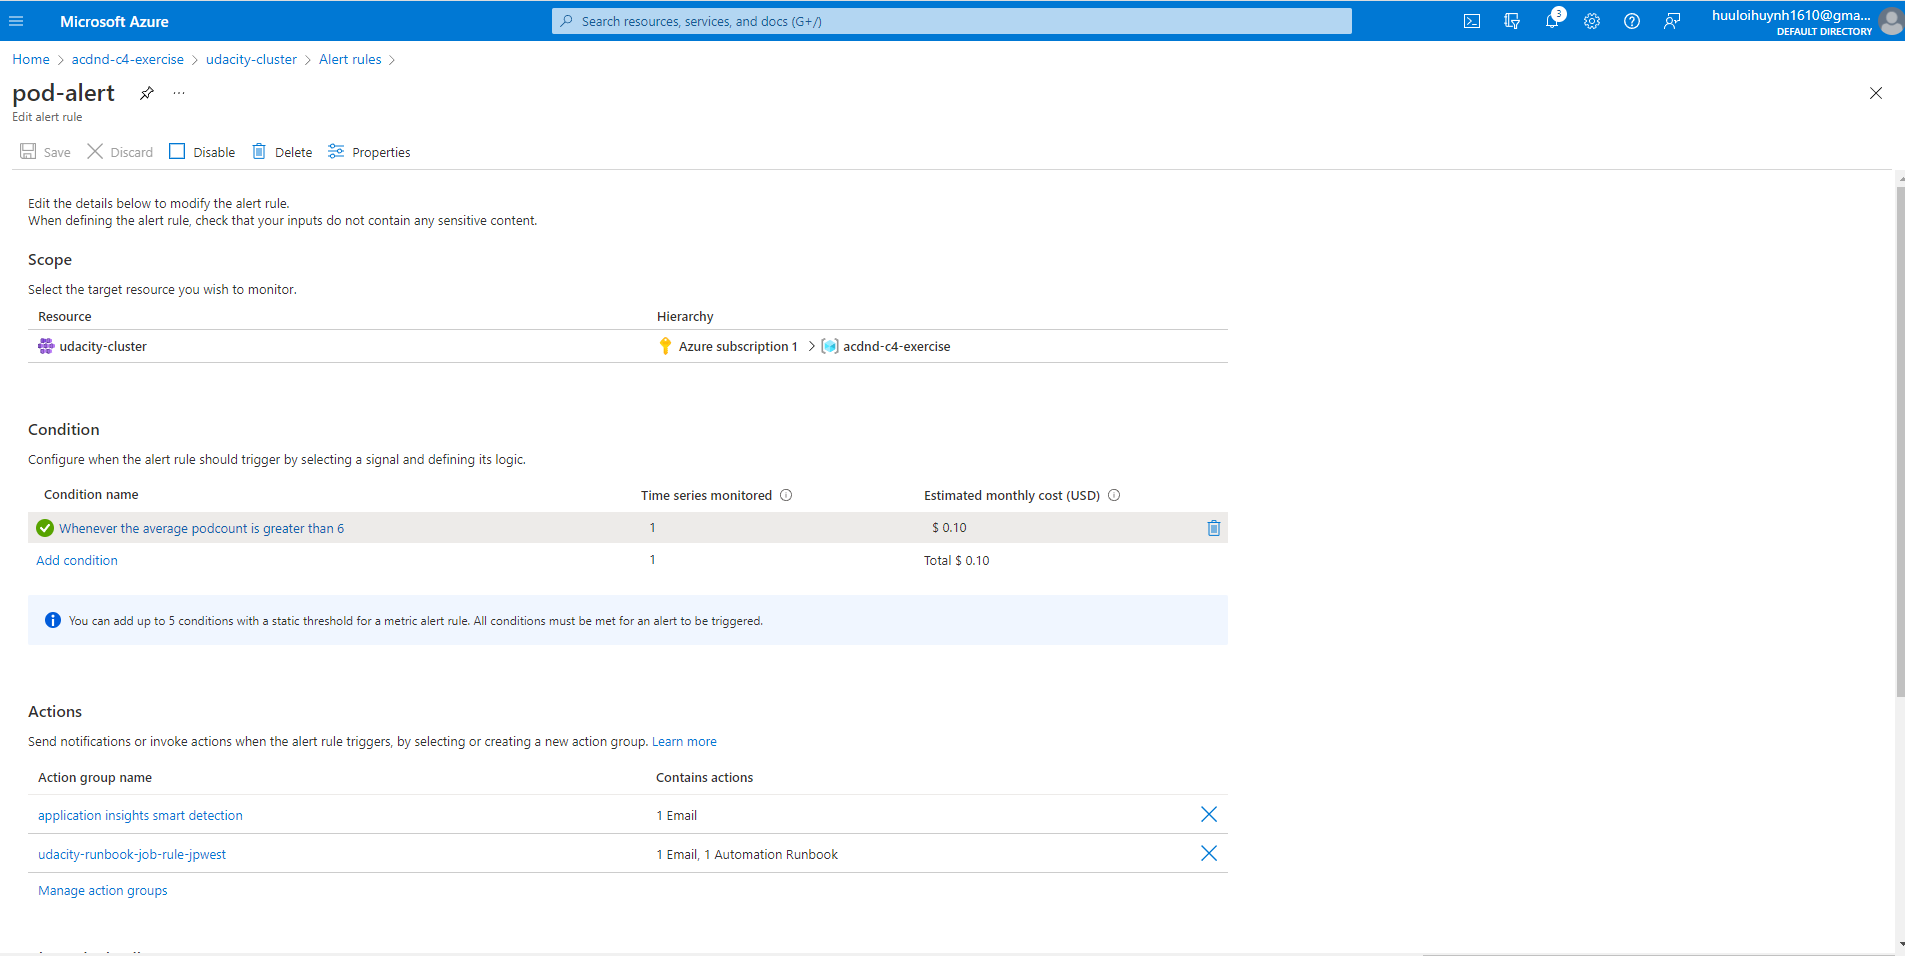 Microsoft Azure
Search resources, services, and docs (G+/)
3
huuloihuynh1610@gma...
DEFAULT DIRECTORY
Home > acdnd-c4-exercise > udacity-cluster > Alert rules >
pod-alert ...
Edit alert rule
Save Discard Disable Delete Properties
Edit the details below to modify the alert rule.
When defining the alert rule, check that your inputs do not contain any sensitive content.
Scope
Select the target resource you wish to monitor.
Resource Hierarchy
udacity-cluster Azure subscription 1 > acdnd-c4-exercise
Condition
Configure when the alert rule should trigger by selecting a signal and defining its logic.
Condition name Time series monitored Estimated monthly cost (USD)
Whenever the average podcount is greater than 6 1 $ 0.10
Add condition 1 Total $ 0.10
You can add up to 5 conditions with a static threshold for a metric alert rule. All conditions must be met for an alert to be triggered.
Actions
Send notifications or invoke actions when the alert rule triggers, by selecting or creating a new action group. Learn more
Action group name Contains actions
application insights smart detection 1 Email
udacity-runbook-job-rule-jpwest 1 Email, 1 Automation Runbook
Manage action groups